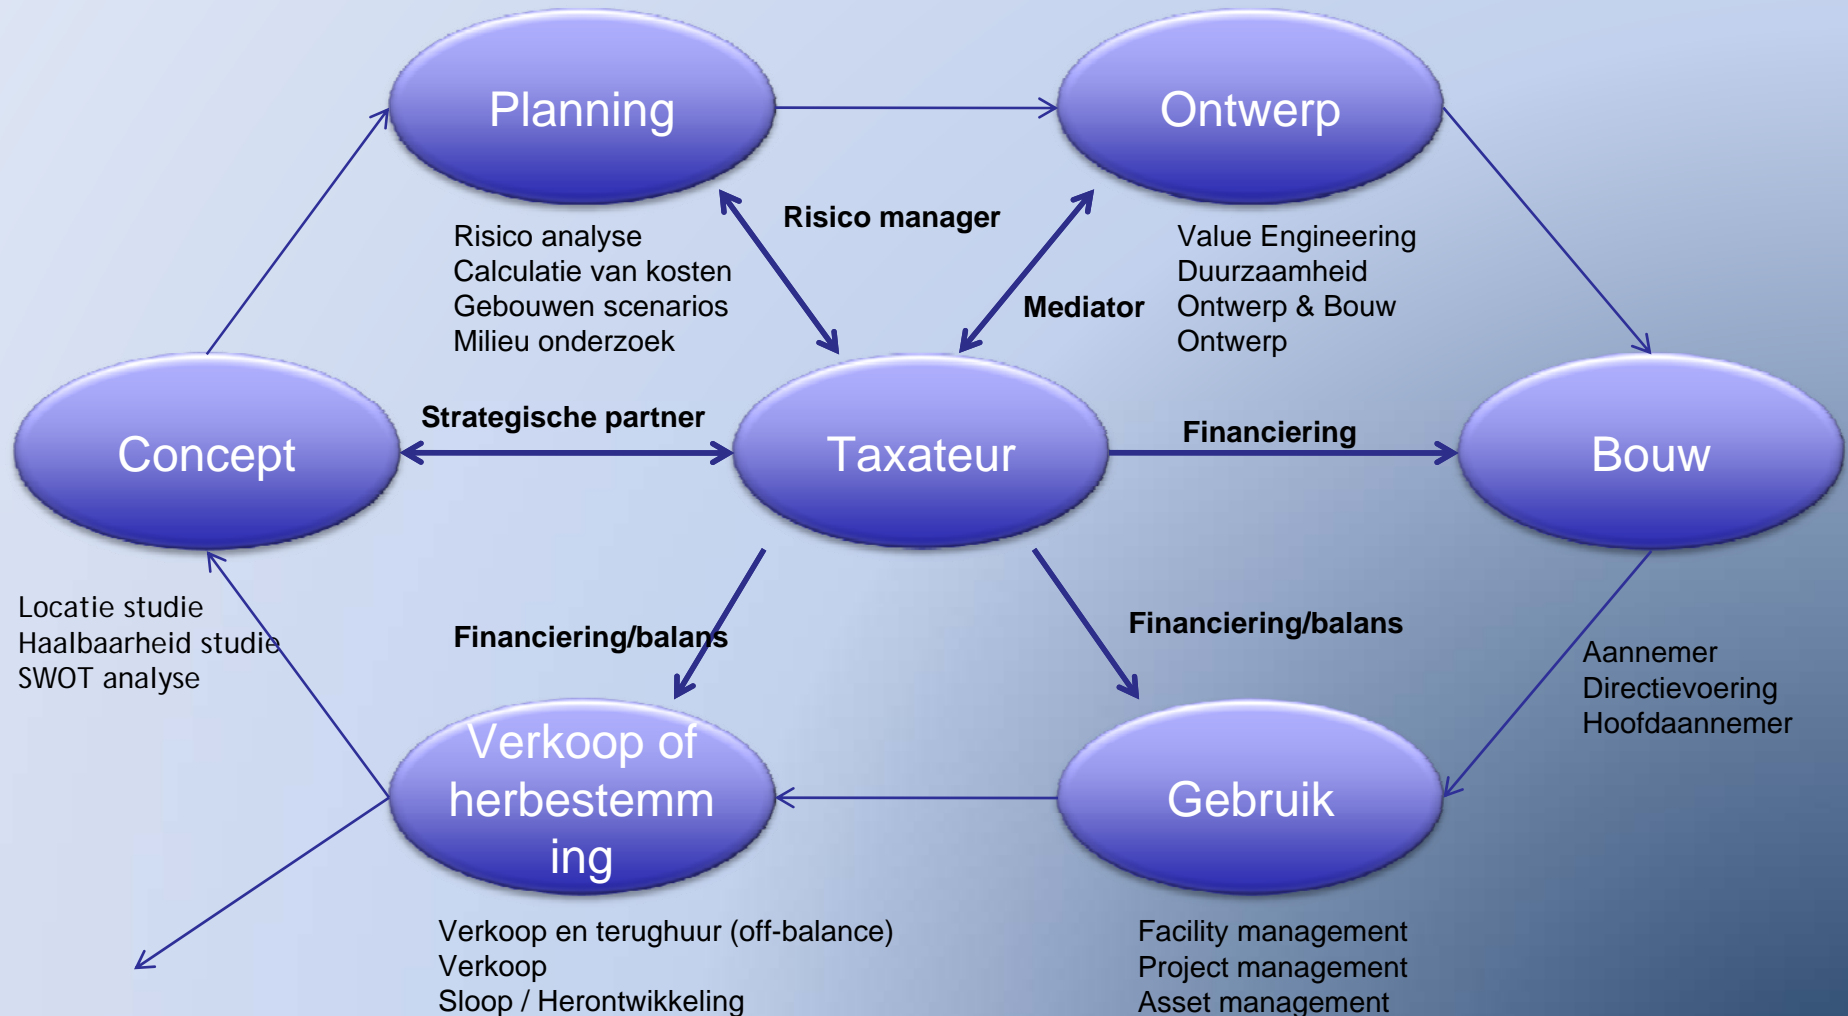 Planning
Ontwerp
Risico manager
Risico analyse
Calculatie van kosten
Gebouwen scenarios
Milieu onderzoek
Mediator
Value Engineering
Duurzaamheid
Ontwerp & Bouw
Ontwerp
Concept
Strategische partner
Taxateur
Financiering
Bouw
Locatie studie
Haalbaarheid studie
SWOT analyse
Financiering/balans
Financiering/balans
Aannemer
Directievoering
Hoofdaannemer
Verkoop of
herbestemm
ing
Gebruik
Verkoop en terughuur (off-balance)
Verkoop
Sloop / Herontwikkeling
Facility management
Project management
Asset management